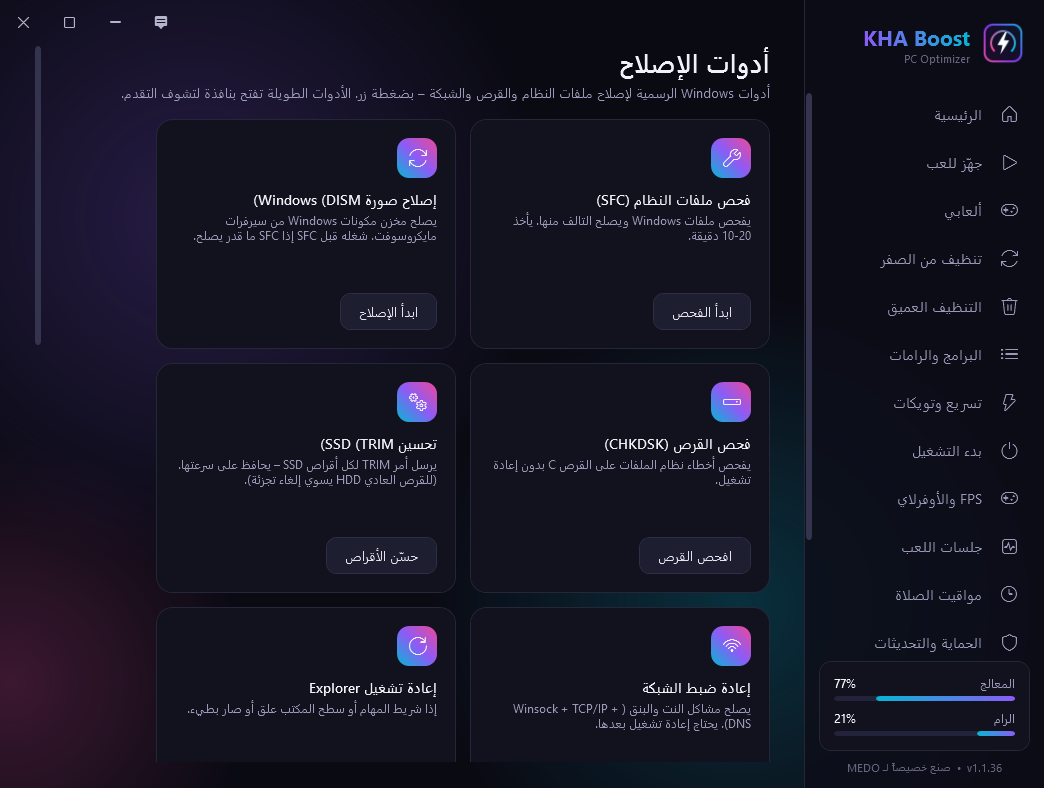 KHA Boost
PC Optimizer
الرئيسية
جهّز للعب
ألعابي
تنظيف من الصفر
التنظيف العميق
البرامج والرامات
تسريع وتويكات
بدء التشغيل
FPS والأوفرلاي
جلسات اللعب
مواقيت الصلاة
الحماية والتحديثات
المعالج 77%
الرام 21%
صنع خصيصاً لـ MEDO • v1.1.36
أدوات الإصلاح
أدوات Windows الرسمية لإصلاح ملفات النظام والقرص والشبكة – بضغطة زر. الأدوات الطويلة تفتح بنافذة لتشوف التقدم.
فحص ملفات النظام (SFC)
يفحص ملفات Windows ويصلح التالف منها. يأخذ
10-20 دقيقة.
ابدأ الفحص
إصلاح صورة Windows (DISM)
يصلح مخزن مكونات Windows من سيرفرات
مايكروسوفت. شغله قبل SFC إذا SFC ما قدر يصلح.
ابدأ الإصلاح
فحص القرص (CHKDSK)
يفحص أخطاء نظام الملفات على القرص C بدون إعادة
تشغيل.
افحص القرص
تحسين SSD (TRIM)
يرسل أمر TRIM لكل أقراص SSD – يحافظ على سرعتها.
(للقرص العادي HDD يسوي إلغاء تجزئة).
حسّن الأقراص
إعادة ضبط الشبكة
يصلح مشاكل النت والبنق (Winsock + TCP/IP +
DNS). يحتاج إعادة تشغيل بعدها.
إعادة تشغيل Explorer
إذا شريط المهام أو سطح المكتب علق أو صار بطيء.